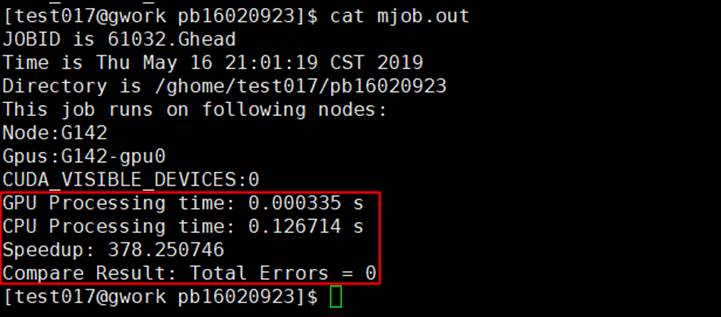 [test017@gwork pb16020923]$ cat mjob.out
JOBID is 61032.Ghead
Time is Thu May 16 21:01:19 CST 2019
Directory is /ghome/test017/pb16020923
This job runs on following nodes:
Node:G142
Gpus:G142-gpu0
CUDA_VISIBLE_DEVICES:0
GPU Processing time: 0.000335 s
CPU Processing time: 0.126714 s
Speedup: 378.250746
Compare Result: Total Errors = 0
[test017@gwork pb16020923]$